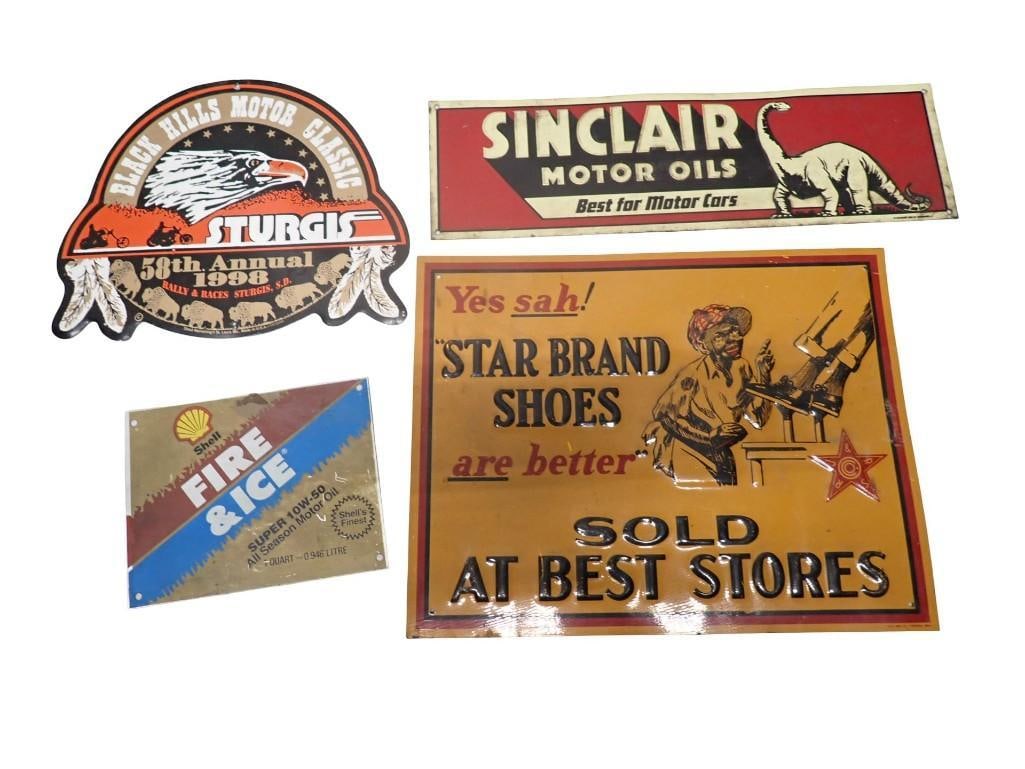 BLACK HILLS MOTOR CLASSIC
STURGIS
58th Annual
1998
RALLY & RACES STURGIS, S.D.
SINCLAIR
MOTOR OILS
Best for Motor Cars
Yes sah!
"STAR BRAND
SHOES
are better"
SOLD
AT BEST STORES
Shell
FIRE
& ICE®
SUPER 10W-50
All Season Motor Oil
1 QUART — 0.946 LITRE
Shell's
Finest